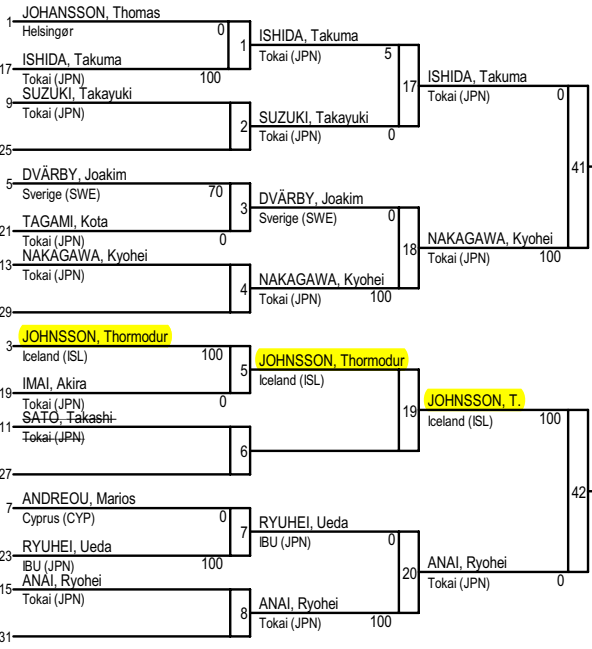 1 JOHANSSON, Thomas
Helsingør 0
17 ISHIDA, Takuma
Tokai (JPN) 100
1
9 SUZUKI, Takayuki
Tokai (JPN)
25
2
5 DVÄRBY, Joakim
Sverige (SWE) 70
21 TAGAMI, Kota
Tokai (JPN) 0
3
13 NAKAGAWA, Kyohei
Tokai (JPN)
29
4
3 JOHNSSON, Thormodur
Iceland (ISL) 100
19 IMAI, Akira
Tokai (JPN) 0
5
11 SATO, Takashi
Tokai (JPN)
27
6
7 ANDREOU, Marios
Cyprus (CYP) 0
23 RYUHEI, Ueda
IBU (JPN) 100
7
15 ANAI, Ryohei
Tokai (JPN)
31
8
ISHIDA, Takuma
Tokai (JPN) 5
SUZUKI, Takayuki
Tokai (JPN) 0
17
DVÄRBY, Joakim
Sverige (SWE) 0
NAKAGAWA, Kyohei
Tokai (JPN) 100
18
JOHNSSON, Thormodur
Iceland (ISL)
19
RYUHEI, Ueda
IBU (JPN) 0
ANAI, Ryohei
Tokai (JPN) 100
20
ISHIDA, Takuma
Tokai (JPN) 0
NAKAGAWA, Kyohei
Tokai (JPN) 100
41
JOHNSSON, T.
Iceland (ISL) 100
ANAI, Ryohei
Tokai (JPN) 0
42